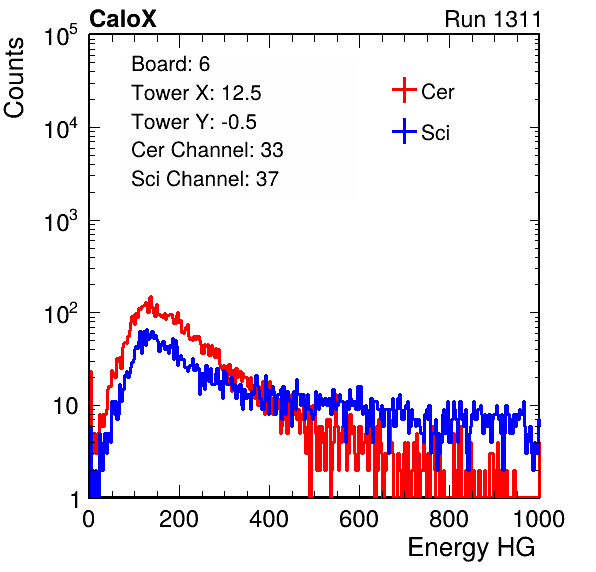 CaloX Run 1311
Counts
10^5
10^4
10^3
10^2
10
1
Board: 6
Tower X: 12.5
Tower Y: -0.5
Cer Channel: 33
Sci Channel: 37
Cer
Sci
0 200 400 600 800 1000
Energy HG